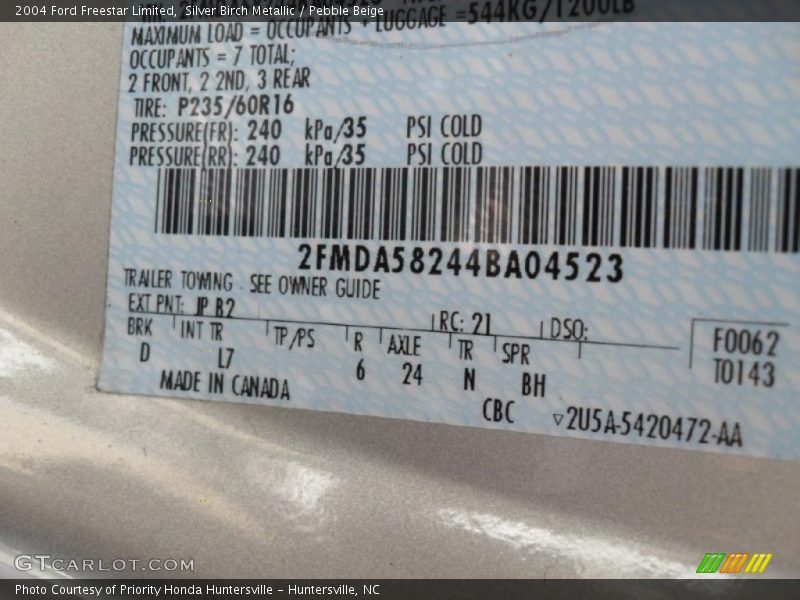 2004 Ford Freestar Limited, Silver Birch Metallic / Pebble Beige
LUGGAGE =544KG/1200LB
MAXIMUM LOAD = OCCUPANTS +
OCCUPANTS = 7 TOTAL;
2 FRONT, 2 2ND, 3 REAR
TIRE: P235/60R16
PRESSURE(FR): 240 kPa/35 PSI COLD
PRESSURE(RR): 240 kPa/35 PSI COLD
2FMDA58244BA04523
TRAILER TOWING - SEE OWNER GUIDE
EXT PNT: JP B2 RC: 21 DSO:
BRK INT TR TP/PS R AXLE TR SPR
D L7 6 24 N BH
F0062
T0143
MADE IN CANADA CBC ▽2U5A-5420472-AA
GTCARLOT.COM
Photo Courtesy of Priority Honda Huntersville – Huntersville, NC